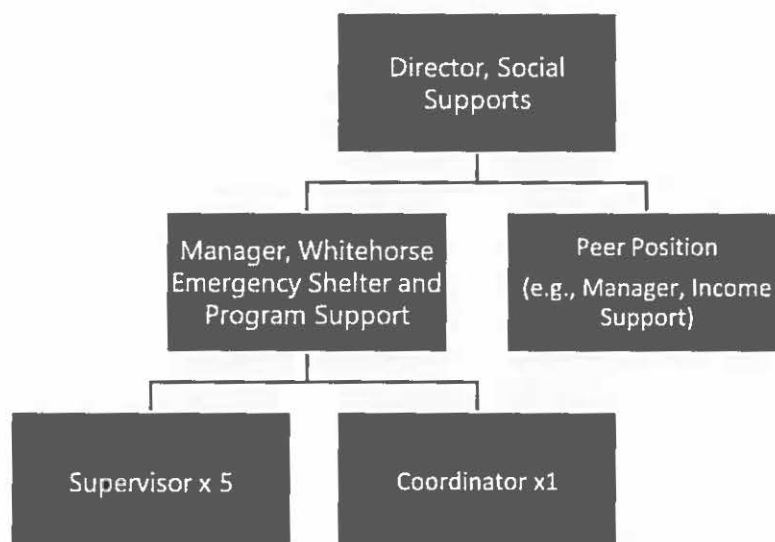 Director, Social
Supports
Manager, Whitehorse
Emergency Shelter and
Program Support
Peer Position
(e.g., Manager, Income
Support)
Supervisor x 5
Coordinator x1